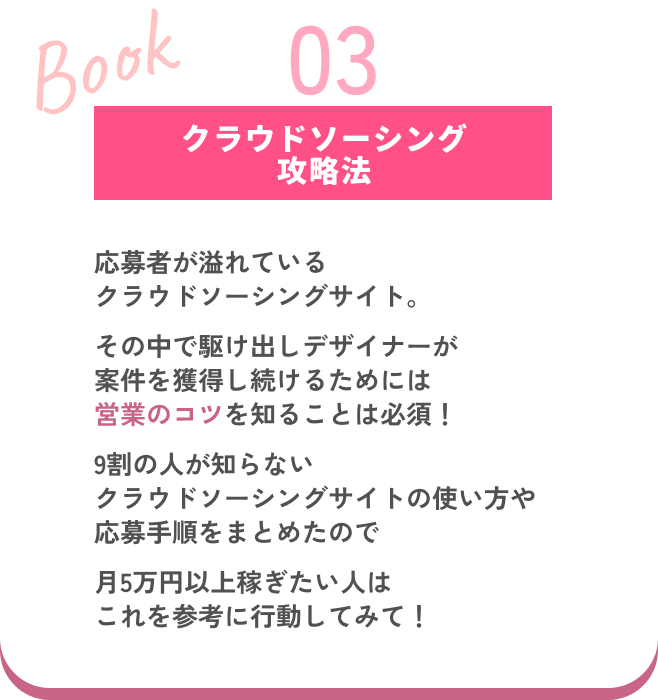 Book
03
クラウドソーシング
攻略法
応募者が溢れている
クラウドソーシングサイト。
その中で駆け出しデザイナーが
案件を獲得し続けるためには
営業のコツを知ることは必須！
9割の人が知らない
クラウドソーシングサイトの使い方や
応募手順をまとめたので
月5万円以上稼ぎたい人は
これを参考に行動してみて！